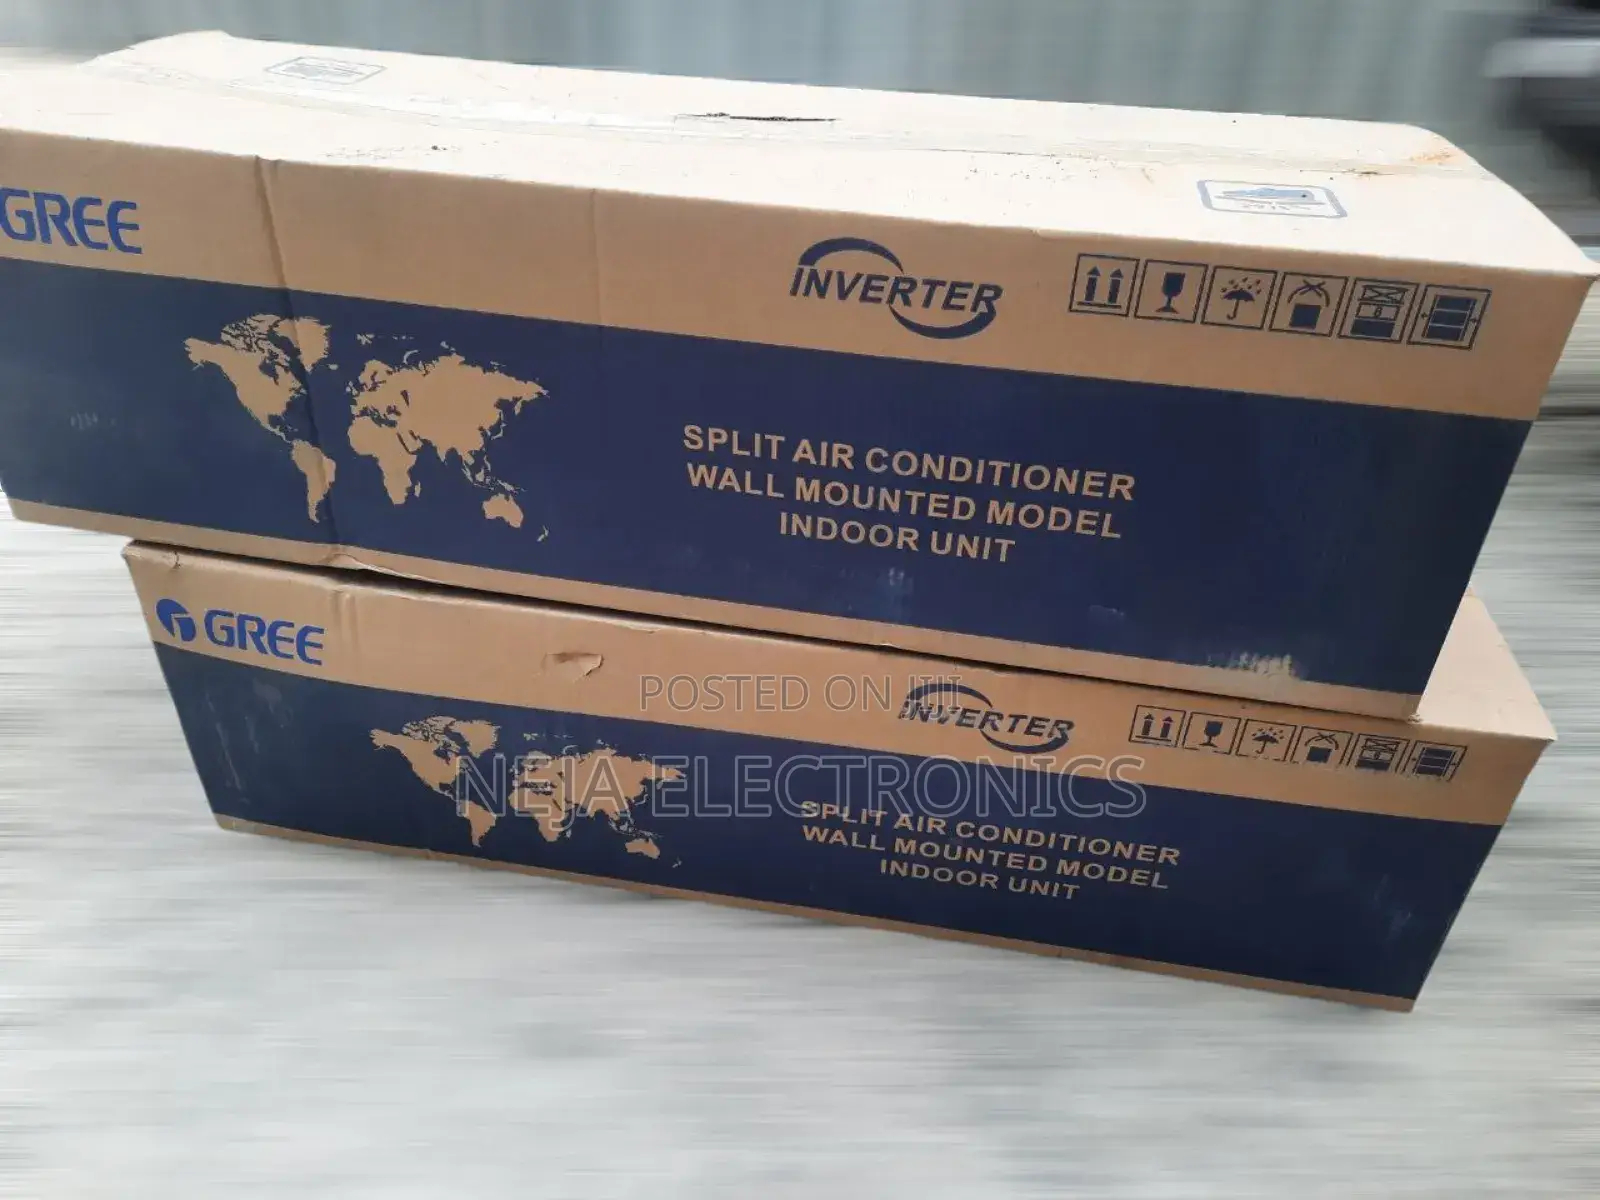 GREE
INVERTER
SPLIT AIR CONDITIONER
WALL MOUNTED MODEL
INDOOR UNIT
GREE
INVERTER
POSTED ON JIJI
NEJA ELECTRONICS
SPLIT AIR CONDITIONER
WALL MOUNTED MODEL
INDOOR UNIT